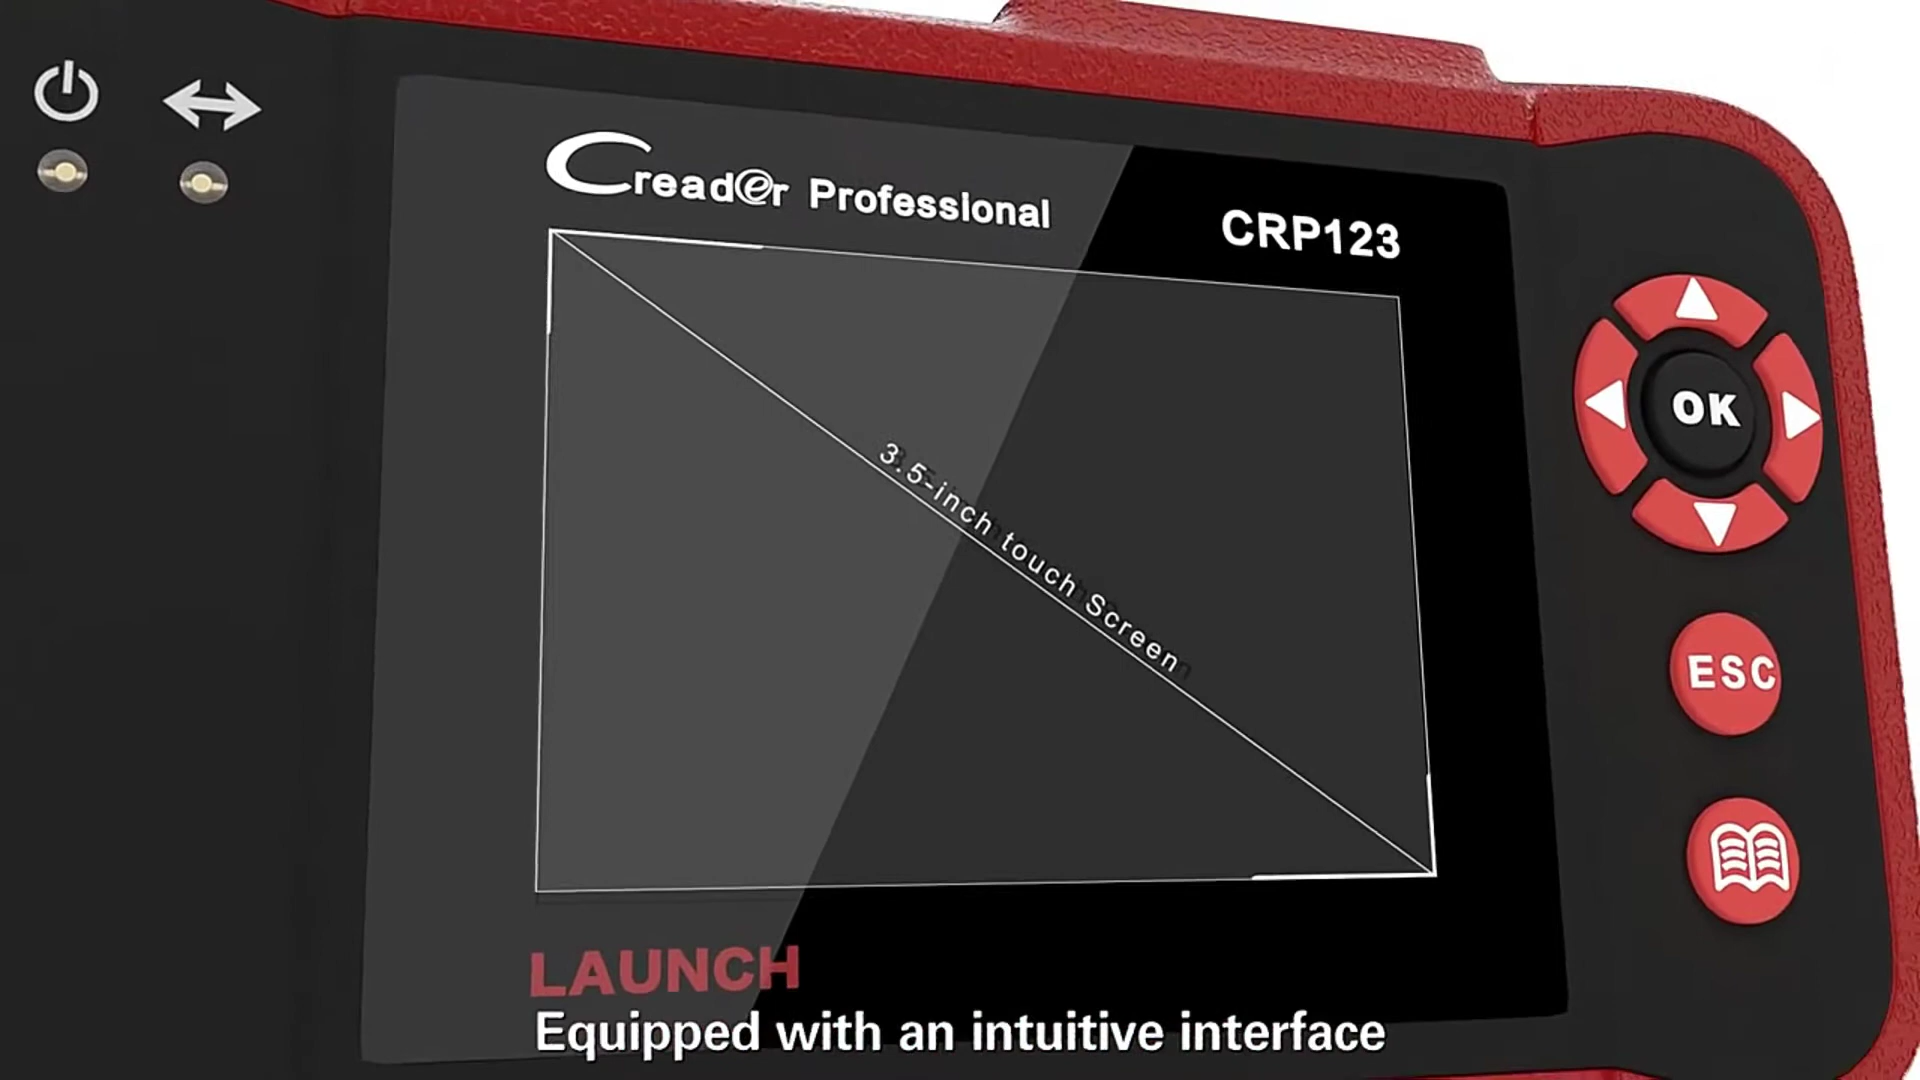 Creader Professional
CRP123
3.5-inch touch Screen
OK
ESC
LAUNCH
Equipped with an intuitive interface